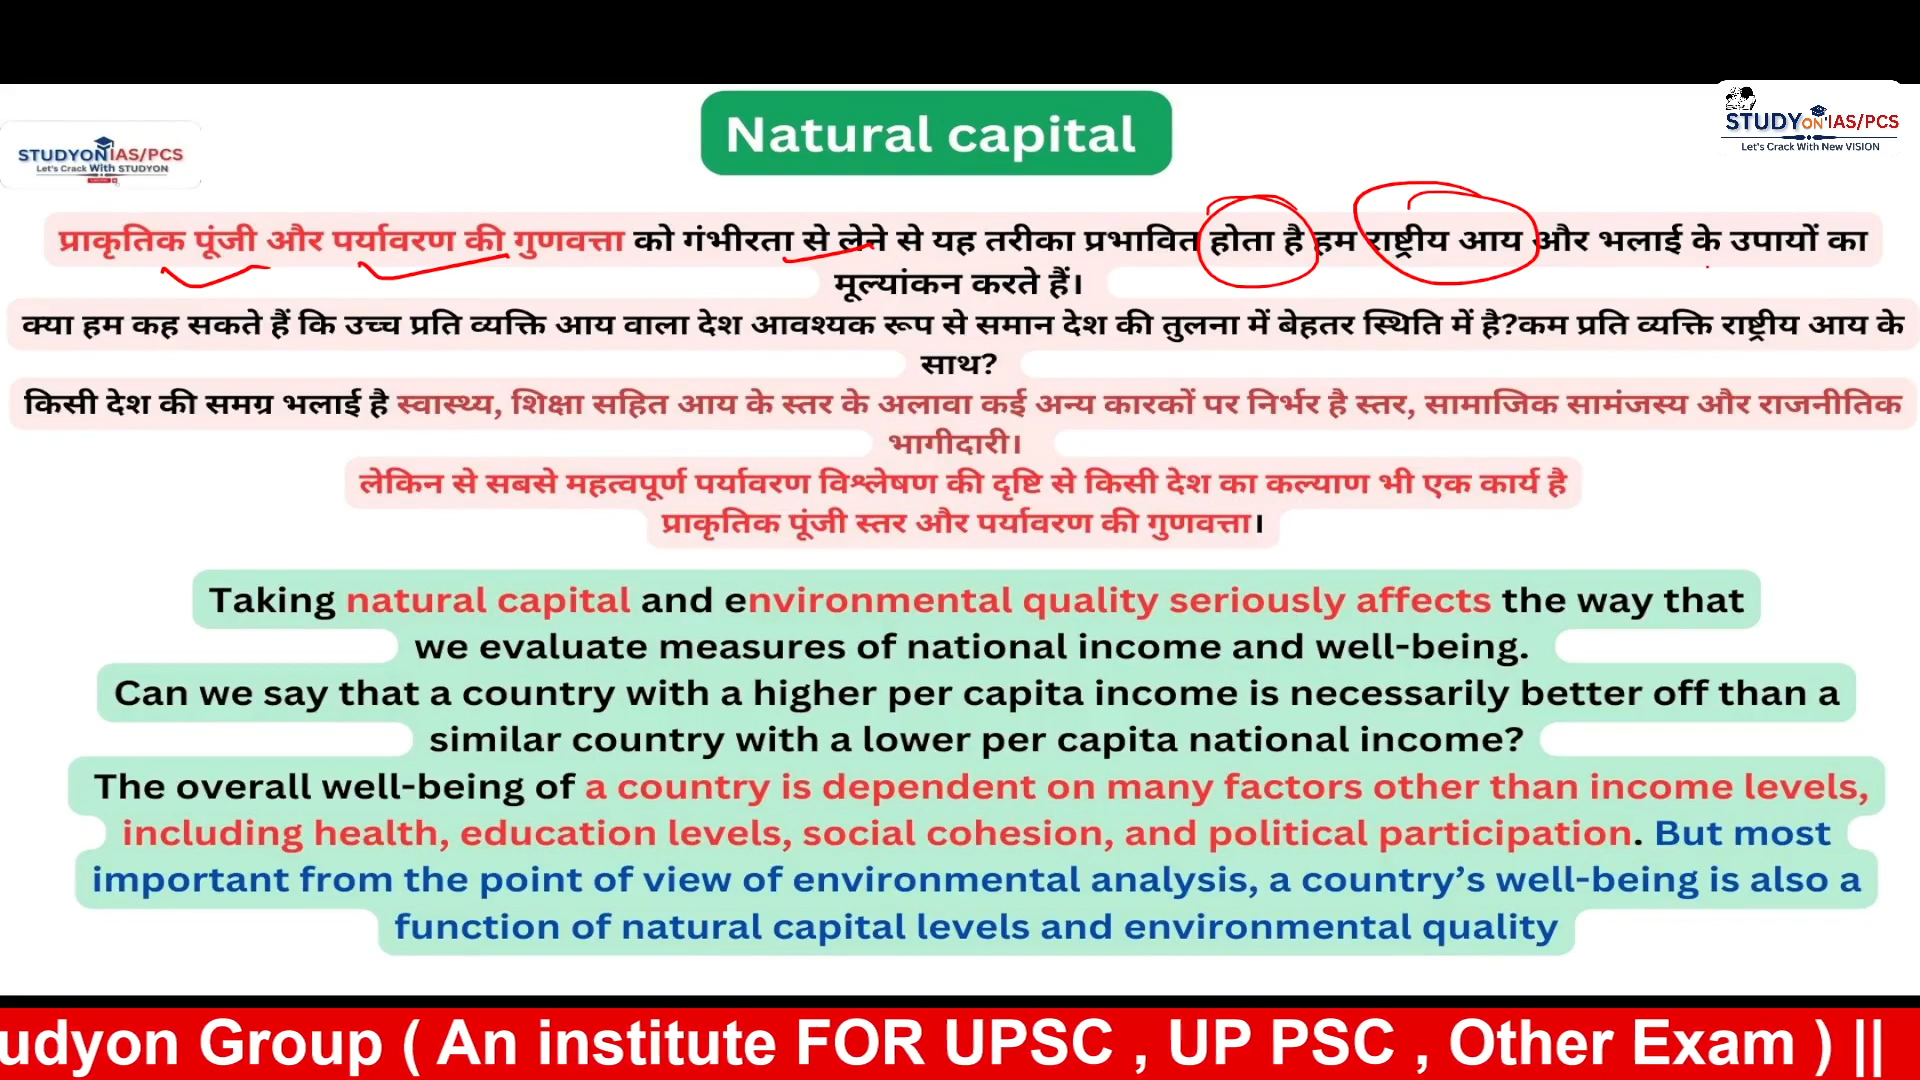 Natural capital
STUDYON IAS/PCS
Let's Crack With STUDYON
STUDYON IAS/PCS
Let's Crack With New VISION
प्राकृतिक पूंजी और पर्यावरण की गुणवत्ता को गंभीरता से लेने से यह तरीका प्रभावित होता है हम राष्ट्रीय आय और भलाई के उपायों का
मूल्यांकन करते हैं।
क्या हम कह सकते हैं कि उच्च प्रति व्यक्ति आय वाला देश आवश्यक रूप से समान देश की तुलना में बेहतर स्थिति में है?कम प्रति व्यक्ति राष्ट्रीय आय के
साथ?
किसी देश की समग्र भलाई है स्वास्थ्य, शिक्षा सहित आय के स्तर के अलावा कई अन्य कारकों पर निर्भर है स्तर, सामाजिक सामंजस्य और राजनीतिक
भागीदारी।
लेकिन से सबसे महत्वपूर्ण पर्यावरण विश्लेषण की दृष्टि से किसी देश का कल्याण भी एक कार्य है
प्राकृतिक पूंजी स्तर और पर्यावरण की गुणवत्ता।
Taking natural capital and environmental quality seriously affects the way that
we evaluate measures of national income and well-being.
Can we say that a country with a higher per capita income is necessarily better off than a
similar country with a lower per capita national income?
The overall well-being of a country is dependent on many factors other than income levels,
including health, education levels, social cohesion, and political participation. But most
important from the point of view of environmental analysis, a country's well-being is also a
function of natural capital levels and environmental quality
udyon Group ( An institute FOR UPSC , UP PSC , Other Exam ) ||